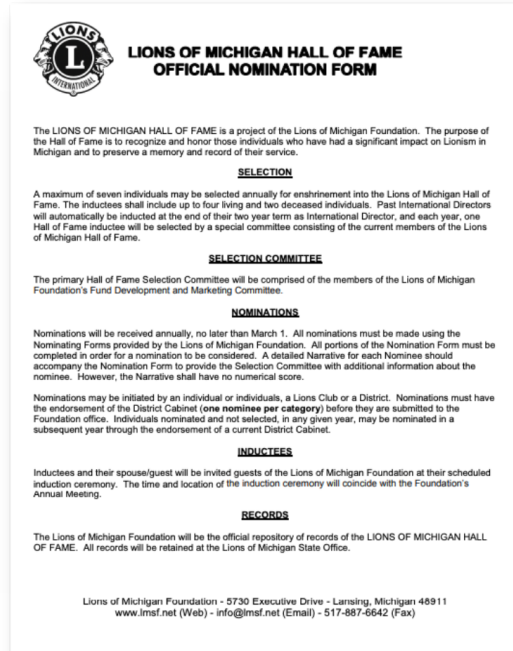 LIONS
L
INTERNATIONAL
LIONS OF MICHIGAN HALL OF FAME
OFFICIAL NOMINATION FORM
The LIONS OF MICHIGAN HALL OF FAME is a project of the Lions of Michigan Foundation. The purpose of
the Hall of Fame is to recognize and honor those individuals who have had a significant impact on Lionism in
Michigan and to preserve a memory and record of their service.
SELECTION
A maximum of seven individuals may be selected annually for enshrinement into the Lions of Michigan Hall of
Fame. The inductees shall include up to four living and two deceased individuals. Past International Directors
will automatically be inducted at the end of their two year term as International Director, and each year, one
Hall of Fame inductee will be selected by a special committee consisting of the current members of the Lions
of Michigan Hall of Fame.
SELECTION COMMITTEE
The primary Hall of Fame Selection Committee will be comprised of the members of the Lions of Michigan
Foundation's Fund Development and Marketing Committee.
NOMINATIONS
Nominations will be received annually, no later than March 1. All nominations must be made using the
Nominating Forms provided by the Lions of Michigan Foundation. All portions of the Nomination Form must be
completed in order for a nomination to be considered. A detailed Narrative for each Nominee should
accompany the Nomination Form to provide the Selection Committee with additional information about the
nominee. However, the Narrative shall have no numerical score.
Nominations may be initiated by an individual or individuals, a Lions Club or a District. Nominations must have
the endorsement of the District Cabinet (one nominee per category) before they are submitted to the
Foundation office. Individuals nominated and not selected, in any given year, may be nominated in a
subsequent year through the endorsement of a current District Cabinet.
INDUCTEES
Inductees and their spouse/guest will be invited guests of the Lions of Michigan Foundation at their scheduled
induction ceremony. The time and location of the induction ceremony will coincide with the Foundation's
Annual Meeting.
RECORDS
The Lions of Michigan Foundation will be the official repository of records of the LIONS OF MICHIGAN HALL
OF FAME. All records will be retained at the Lions of Michigan State Office.
Lions of Michigan Foundation - 5730 Executive Drive - Lansing, Michigan 48911
www.lmsf.net (Web) - info@lmsf.net (Email) - 517-887-6642 (Fax)